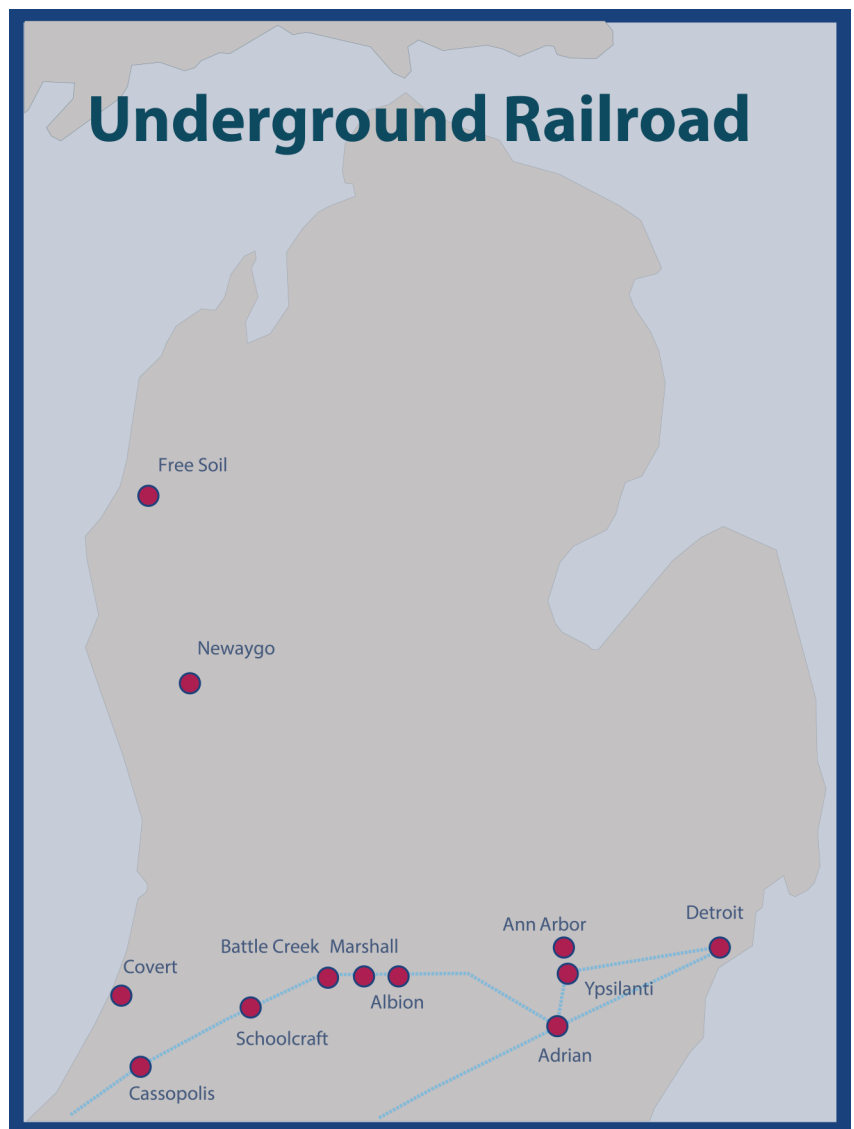 Underground Railroad
Free Soil
Newaygo
Detroit
Ann Arbor
Battle Creek Marshall
Covert
Ypsilanti
Albion
Schoolcraft
Adrian
Cassopolis